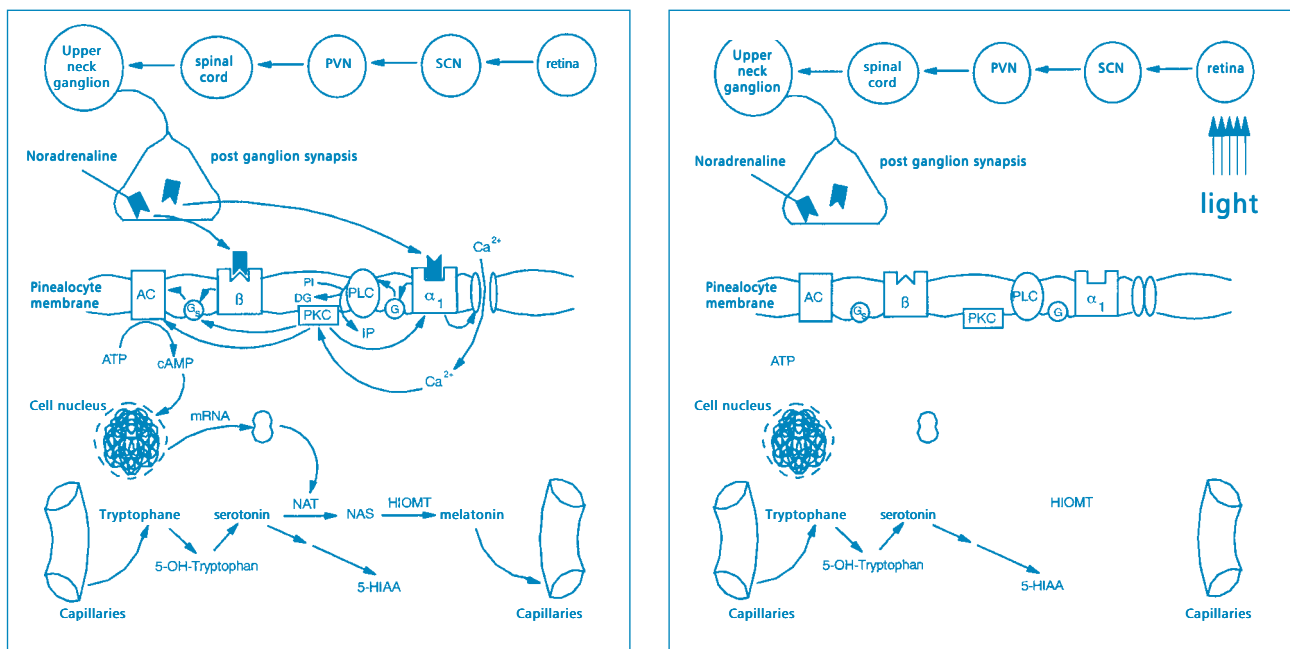 Upper
neck
ganglion
spinal
cord
PVN
SCN
retina
Noradrenaline
post ganglion synapsis
Ca2+
Pinealocyte
membrane
AC
Gs
ß
PI
DG
PKC
PLC
IP
G
α1
ATP
cAMP
Ca2+
Cell nucleus
mRNA
Tryptophane
5-OH-Tryptophan
serotonin
NAT
NAS
HIOMT
melatonin
5-HIAA
Capillaries
Capillaries
Upper
neck
ganglion
spinal
cord
PVN
SCN
retina
light
Noradrenaline
post ganglion synapsis
Pinealocyte
membrane
AC
Gs
ß
PKC
PLC
G
α1
ATP
Cell nucleus
HIOMT
Tryptophane
5-OH-Tryptophan
serotonin
5-HIAA
Capillaries
Capillaries